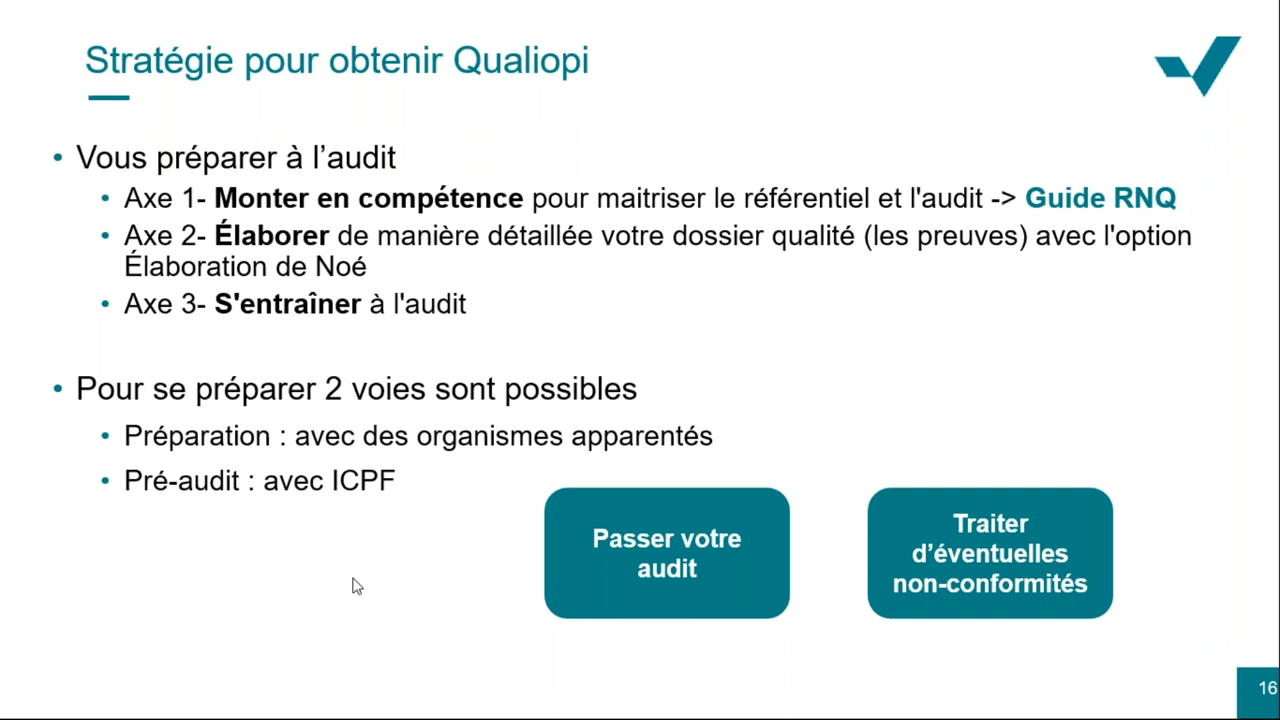 Stratégie pour obtenir Qualiopi
• Vous préparer à l’audit
• Axe 1- Monter en compétence pour maitriser le référentiel et l'audit -> Guide RNQ
• Axe 2- Élaborer de manière détaillée votre dossier qualité (les preuves) avec l'option
Élaboration de Noé
• Axe 3- S'entraîner à l'audit
• Pour se préparer 2 voies sont possibles
• Préparation : avec des organismes apparentés
• Pré-audit : avec ICPF
Passer votre
audit
Traiter
d’éventuelles
non-conformités
16